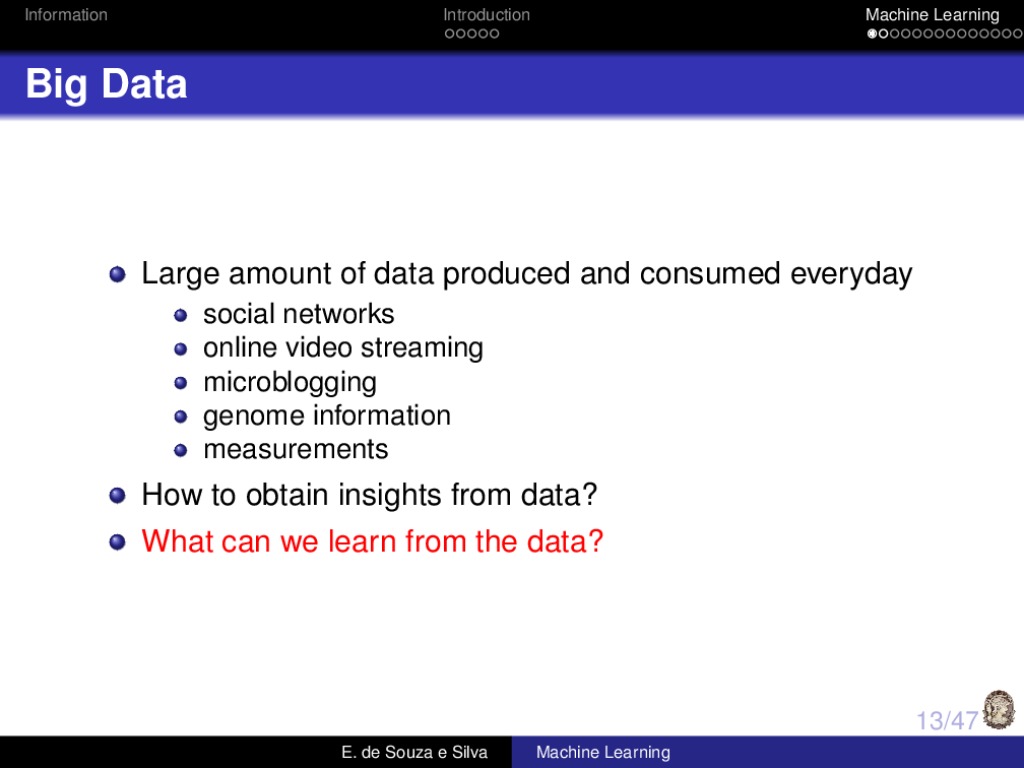 Information
Introduction
Machine Learning
Big Data
Large amount of data produced and consumed everyday
social networks
online video streaming
microblogging
genome information
measurements
How to obtain insights from data?
What can we learn from the data?
13/47
E. de Souza e Silva
Machine Learning